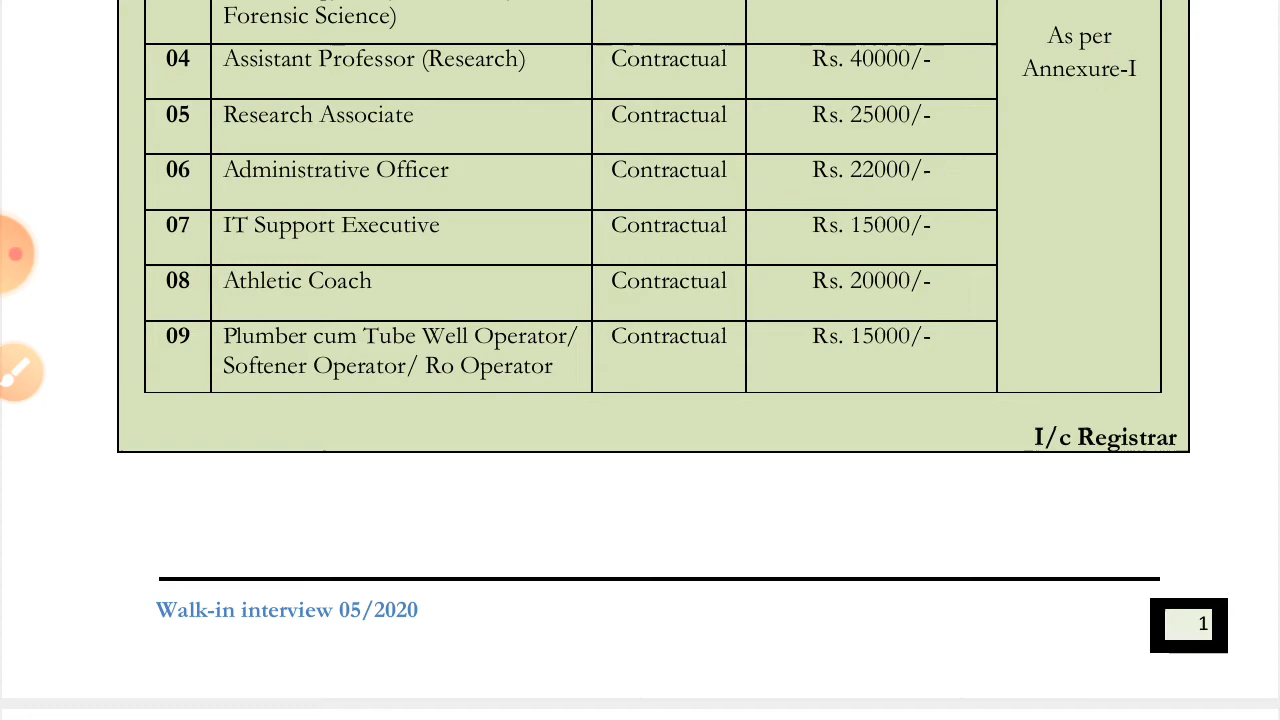 Forensic Science)
As per
Annexure-I
04 Assistant Professor (Research) Contractual Rs. 40000/-
05 Research Associate Contractual Rs. 25000/-
06 Administrative Officer Contractual Rs. 22000/-
07 IT Support Executive Contractual Rs. 15000/-
08 Athletic Coach Contractual Rs. 20000/-
09 Plumber cum Tube Well Operator/ Contractual Rs. 15000/-
Softener Operator/ Ro Operator
I/c Registrar
Walk-in interview 05/2020
1